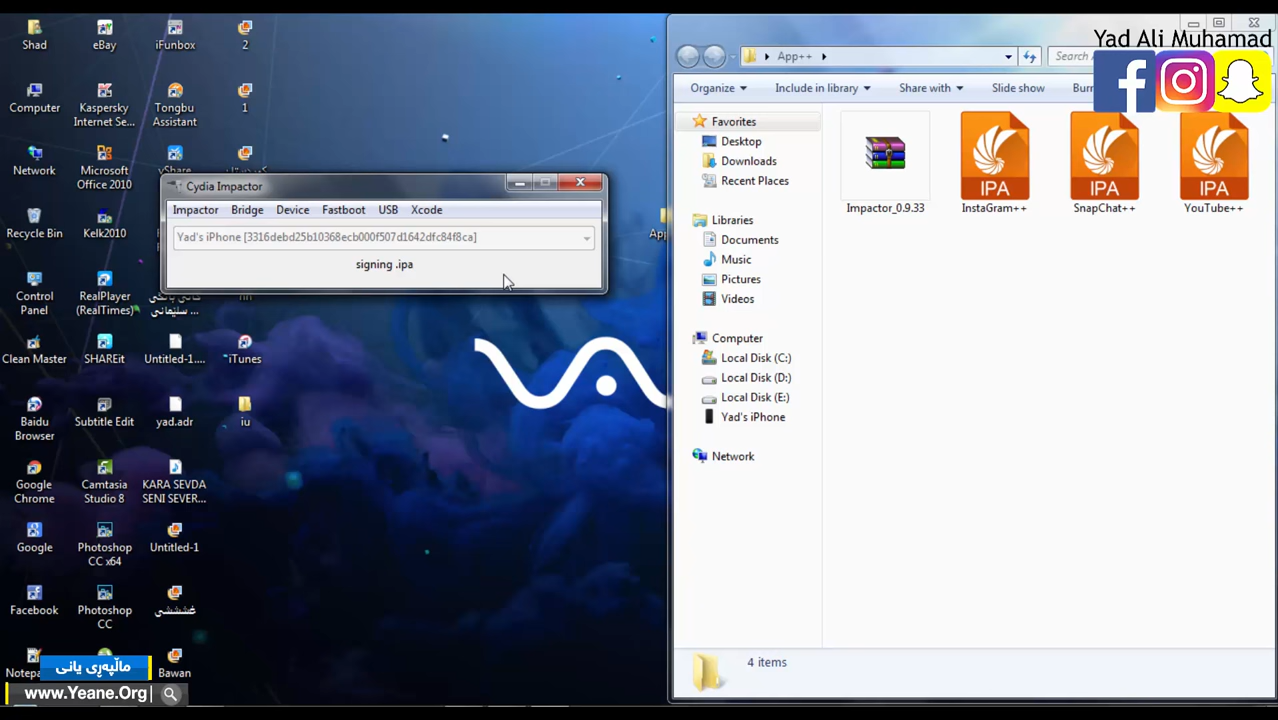 Shad
eBay
iFunbox
2
Computer
Kaspersky
Internet Se...
Tongbu
Assistant
1
Network
Microsoft
Office 2010
vShare
Recycle Bin
Kelk2010
Control
Panel
RealPlayer
(RealTimes)
Clean Master
SHAREit
Untitled-1....
iTunes
Baidu
Browser
Subtitle Edit
yad.adr
iu
Google
Chrome
Camtasia
Studio 8
KARA SEVDA
SENI SEVER...
Google
Photoshop
CC x64
Untitled-1
Facebook
Photoshop
CC
غشششی
Bawan
ماڵپەڕی یانی
www.Yeane.Org
Cydia Impactor
Impactor Bridge Device Fastboot USB Xcode
Yad's iPhone [3316debd25b10368ecb000f507d1642dfc84f8ca]
signing .ipa
Yad Ali Muhamad
App++
Search
Organize Include in library Share with Slide show
Favorites
Desktop
Downloads
Recent Places
Libraries
Documents
Music
Pictures
Videos
Computer
Local Disk (C:)
Local Disk (D:)
Local Disk (E:)
Yad's iPhone
Network
IPA
IPA
IPA
Impactor_0.9.33
InstaGram++
SnapChat++
YouTube++
4 items